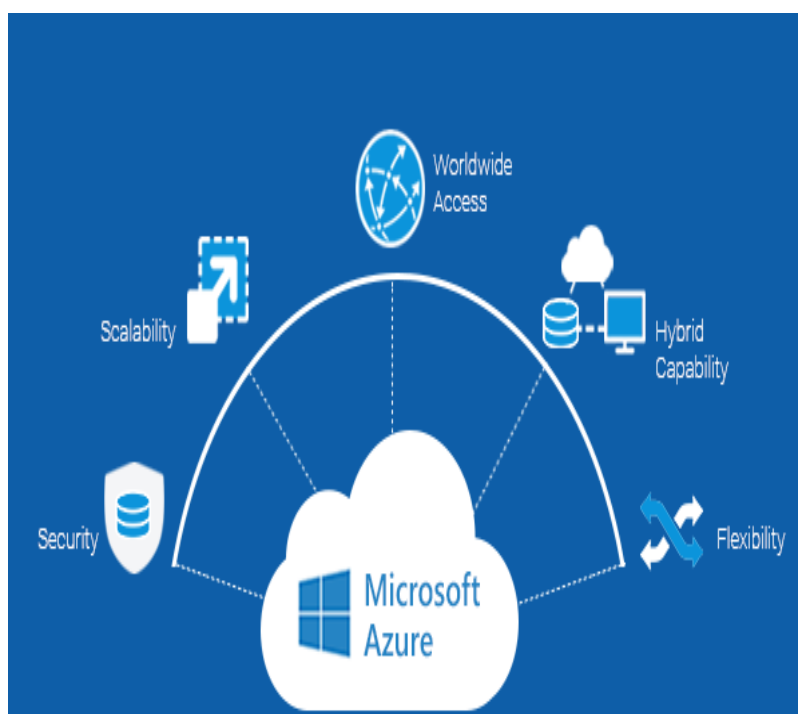 Worldwide
Access
Scalability
Hybrid
Capability
Security
Flexibility
Microsoft
Azure